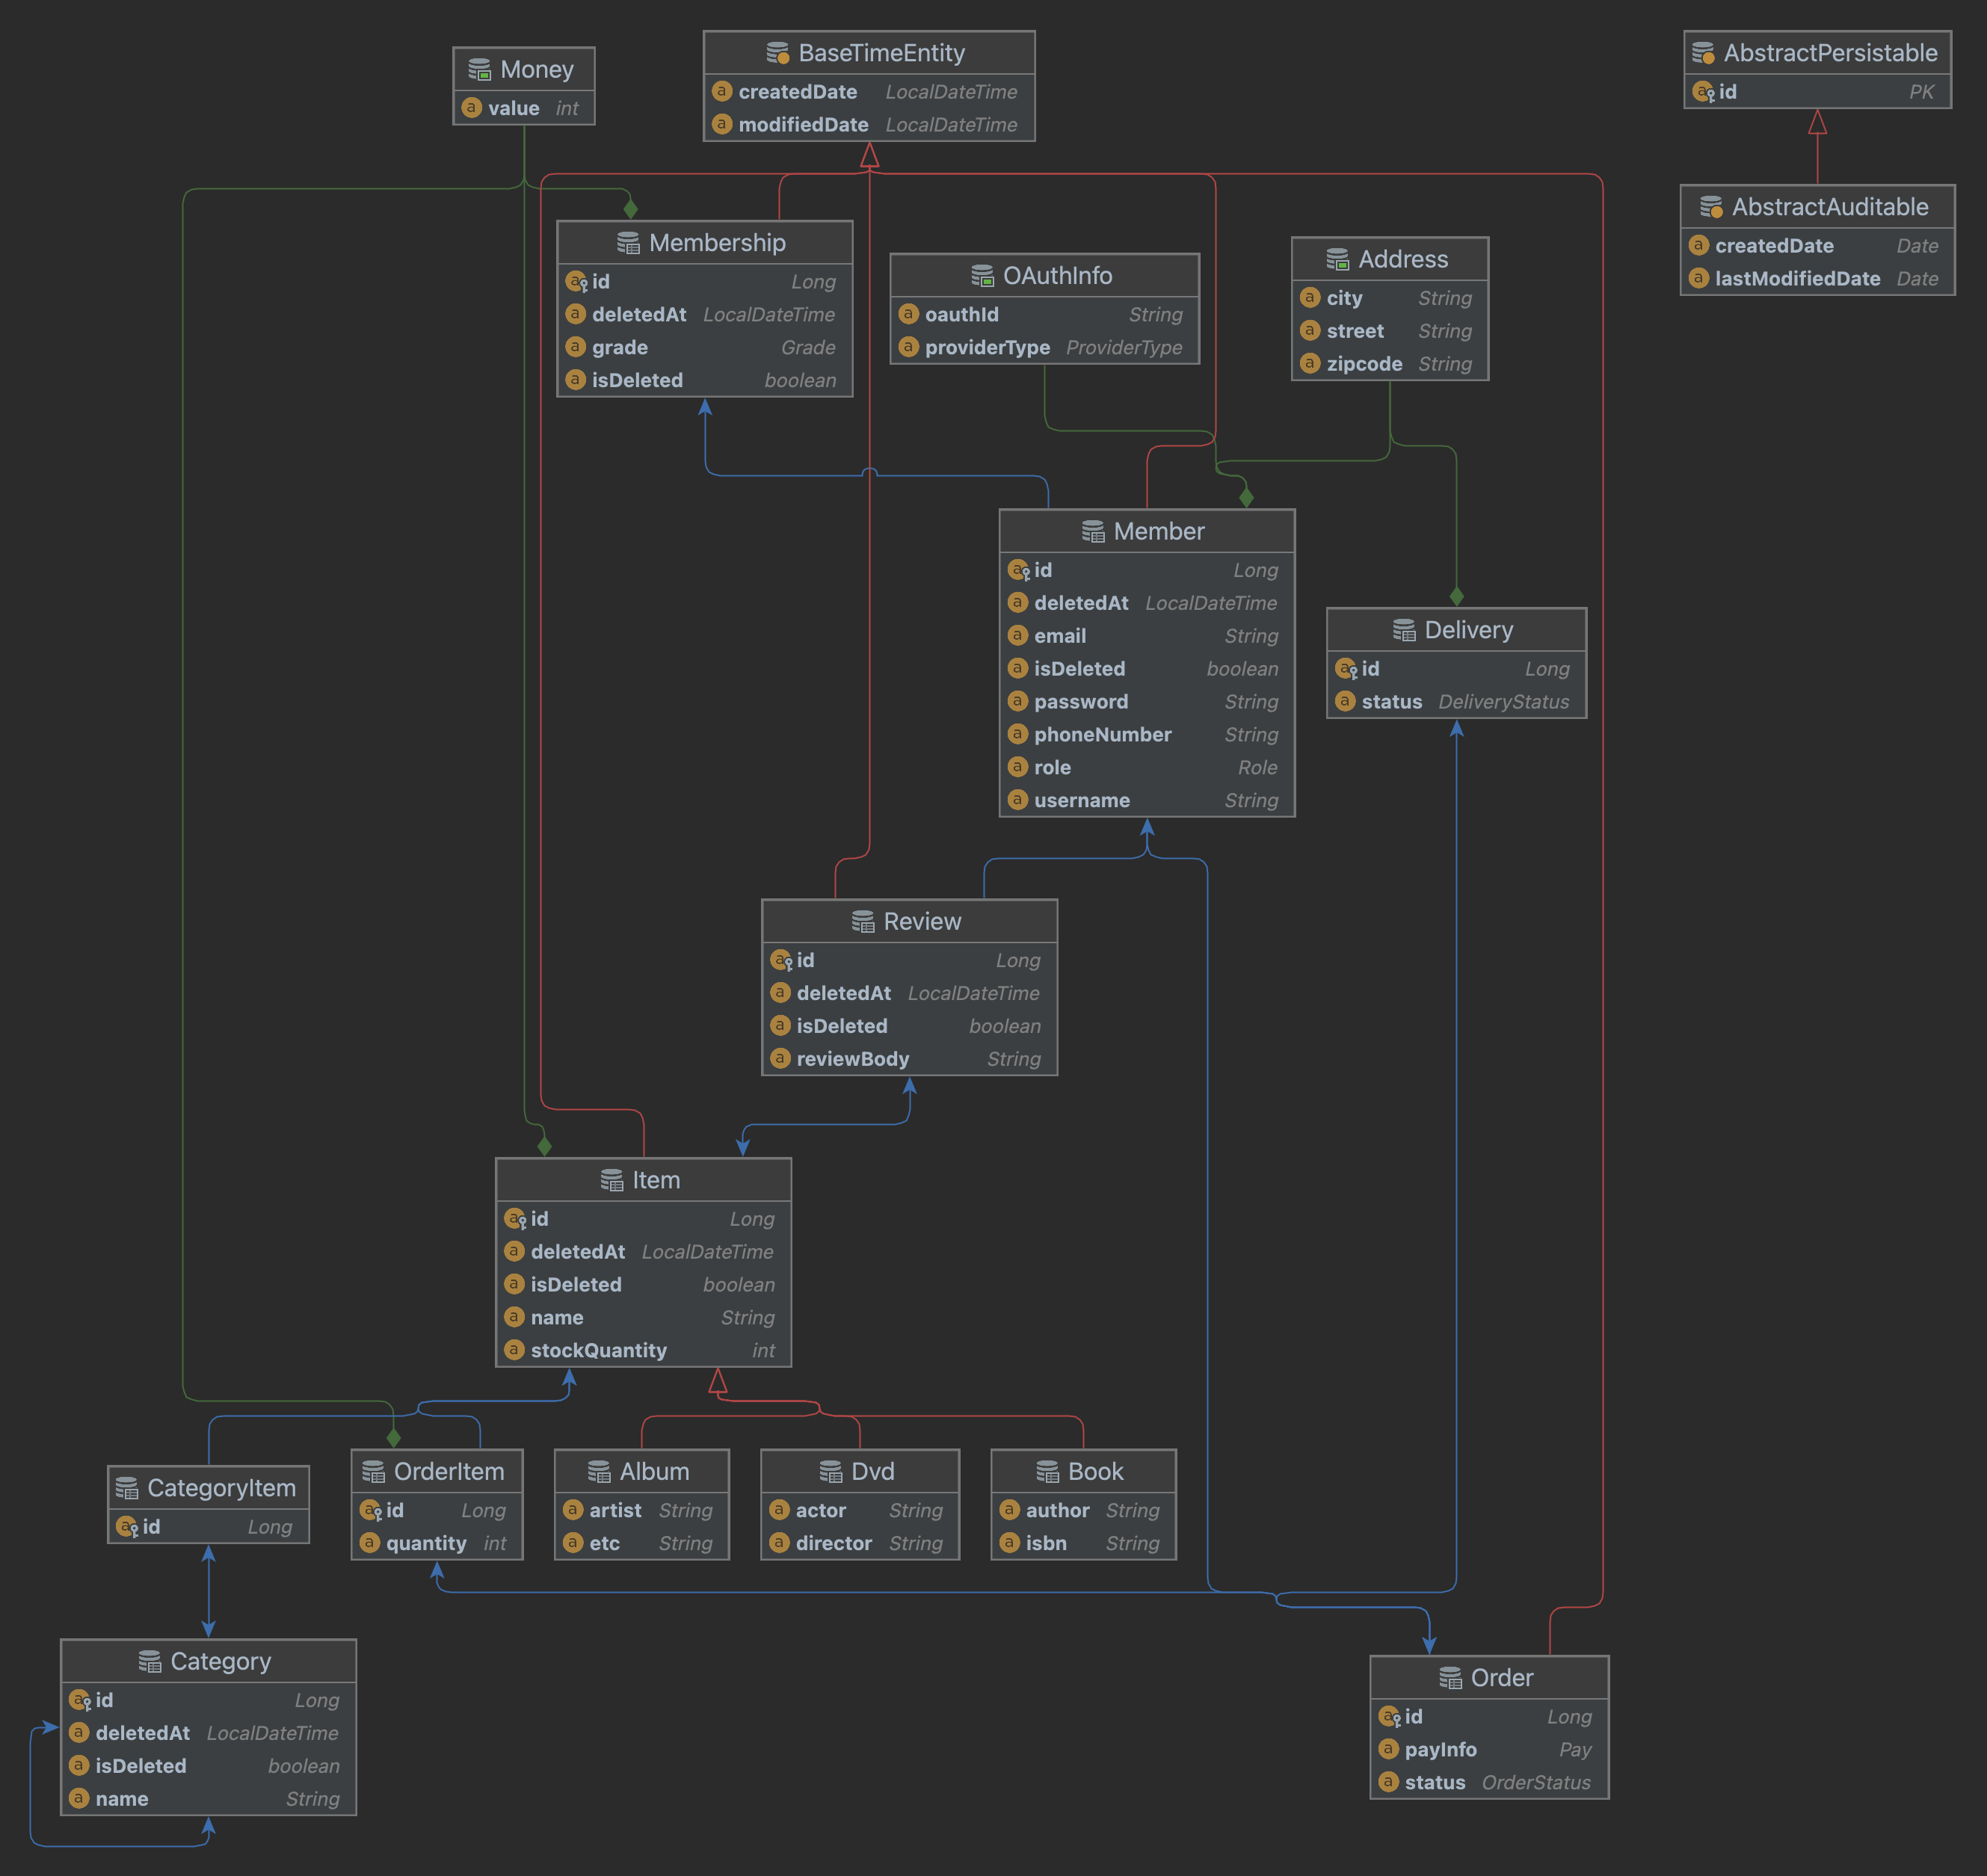 Money
value int
BaseTimeEntity
createdDate LocalDateTime
modifiedDate LocalDateTime
AbstractPersistable
id PK
AbstractAuditable
createdDate Date
lastModifiedDate Date
Membership
id Long
deletedAt LocalDateTime
grade Grade
isDeleted boolean
OAuthInfo
oauthId String
providerType ProviderType
Address
city String
street String
zipcode String
Member
id Long
deletedAt LocalDateTime
email String
isDeleted boolean
password String
phoneNumber String
role Role
username String
Delivery
id Long
status DeliveryStatus
Review
id Long
deletedAt LocalDateTime
isDeleted boolean
reviewBody String
Item
id Long
deletedAt LocalDateTime
isDeleted boolean
name String
stockQuantity int
CategoryItem
id Long
OrderItem
id Long
quantity int
Album
artist String
etc String
Dvd
actor String
director String
Book
author String
isbn String
Category
id Long
deletedAt LocalDateTime
isDeleted boolean
name String
Order
id Long
payInfo Pay
status OrderStatus